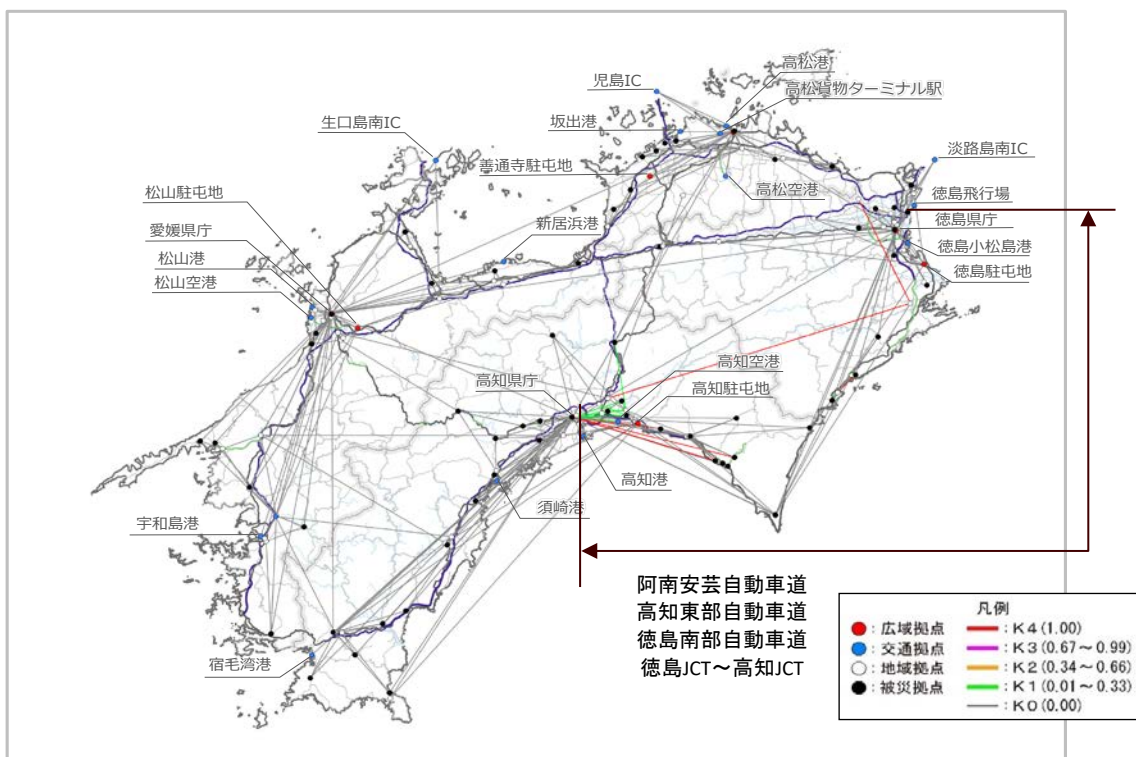 高松港
児島IC
高松貨物ターミナル駅
坂出港
生口島南IC
淡路島南IC
善通寺駐屯地
松山駐屯地
高松空港
徳島飛行場
新居浜港
愛媛県庁
徳島県庁
松山港
徳島小松島港
松山空港
徳島駐屯地
高知空港
高知県庁
高知駐屯地
高知港
須崎港
宇和島港
宿毛湾港
阿南安芸自動車道
高知東部自動車道
徳島南部自動車道
徳島JCT～高知JCT
凡例
：広域拠点 ：K4(1.00)
：交通拠点 ：K3(0.67～0.99)
：地域拠点 ：K2(0.34～0.66)
：被災拠点 ：K1(0.01～0.33)
：K0(0.00)